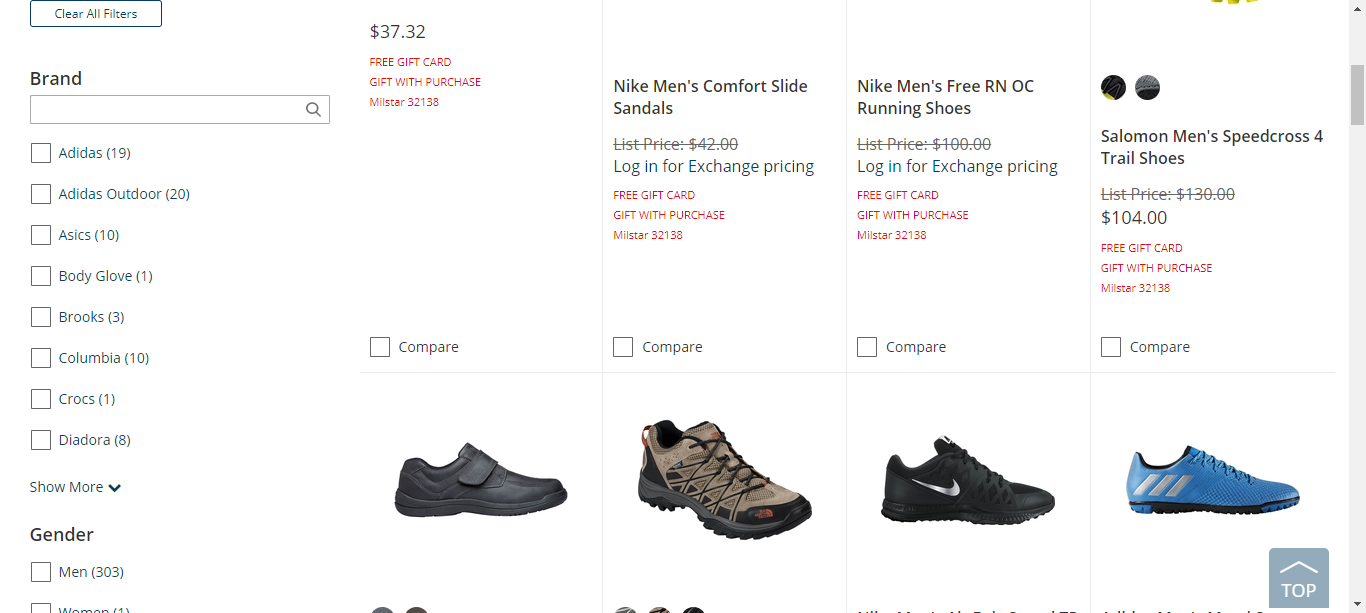 Clear All Filters
Brand
Adidas (19)
Adidas Outdoor (20)
Asics (10)
Body Glove (1)
Brooks (3)
Columbia (10)
Crocs (1)
Diadora (8)
Show More
Gender
Men (303)
Women (1)
$37.32
FREE GIFT CARD
GIFT WITH PURCHASE
Milstar 32138
Compare
Nike Men's Comfort Slide
Sandals
List Price: $42.00
Log in for Exchange pricing
FREE GIFT CARD
GIFT WITH PURCHASE
Milstar 32138
Compare
Nike Men's Free RN OC
Running Shoes
List Price: $100.00
Log in for Exchange pricing
FREE GIFT CARD
GIFT WITH PURCHASE
Milstar 32138
Compare
Salomon Men's Speedcross 4
Trail Shoes
List Price: $130.00
$104.00
FREE GIFT CARD
GIFT WITH PURCHASE
Milstar 32138
Compare
TOP